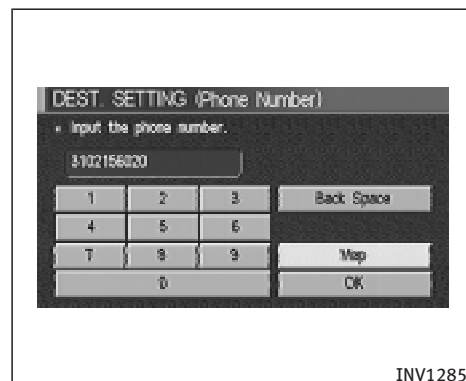 DEST. SETTING (Phone Number)
Input the phone number.
3102156020
1 2 3 Back Space
4 5 6
7 8 9 Map
0 OK
INV1285